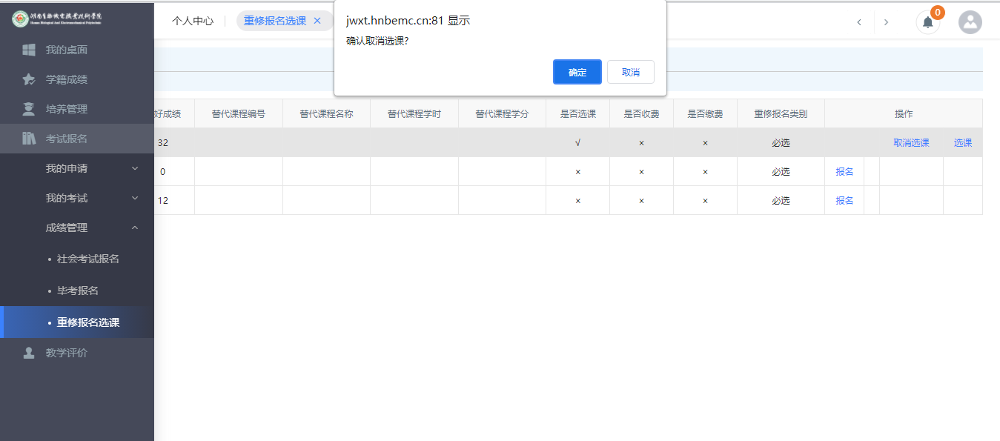 湖南生物机电职业技术学院
Hunan Biological And Electromechanical Polytechnic
个人中心
重修报名选课 ×
jwxt.hnbemc.cn:81 显示
确认取消选课?
确定 取消
0
我的桌面
学籍成绩
培养管理
考试报名
我的申请
我的考试
成绩管理
• 社会考试报名
• 毕考报名
• 重修报名选课
教学评价
好成绩 替代课程编号 替代课程名称 替代课程学时 替代课程学分 是否选课 是否收费 是否缴费 重修报名类别 操作
32 √ × × 必选 取消选课 选课
0 × × × 必选 报名
12 × × × 必选 报名